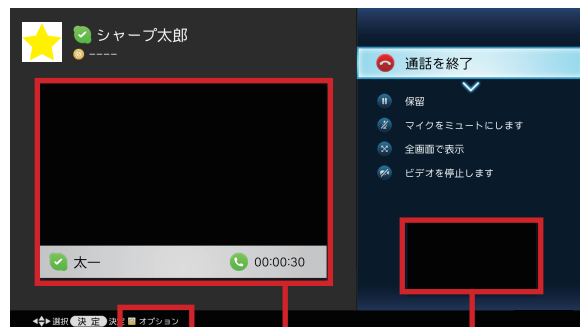 シャープ太郎
----
通話を終了
保留
マイクをミュートにします
全画面で表示
ビデオを停止します
太一 00:00:30
選択 決定 決定 オプション